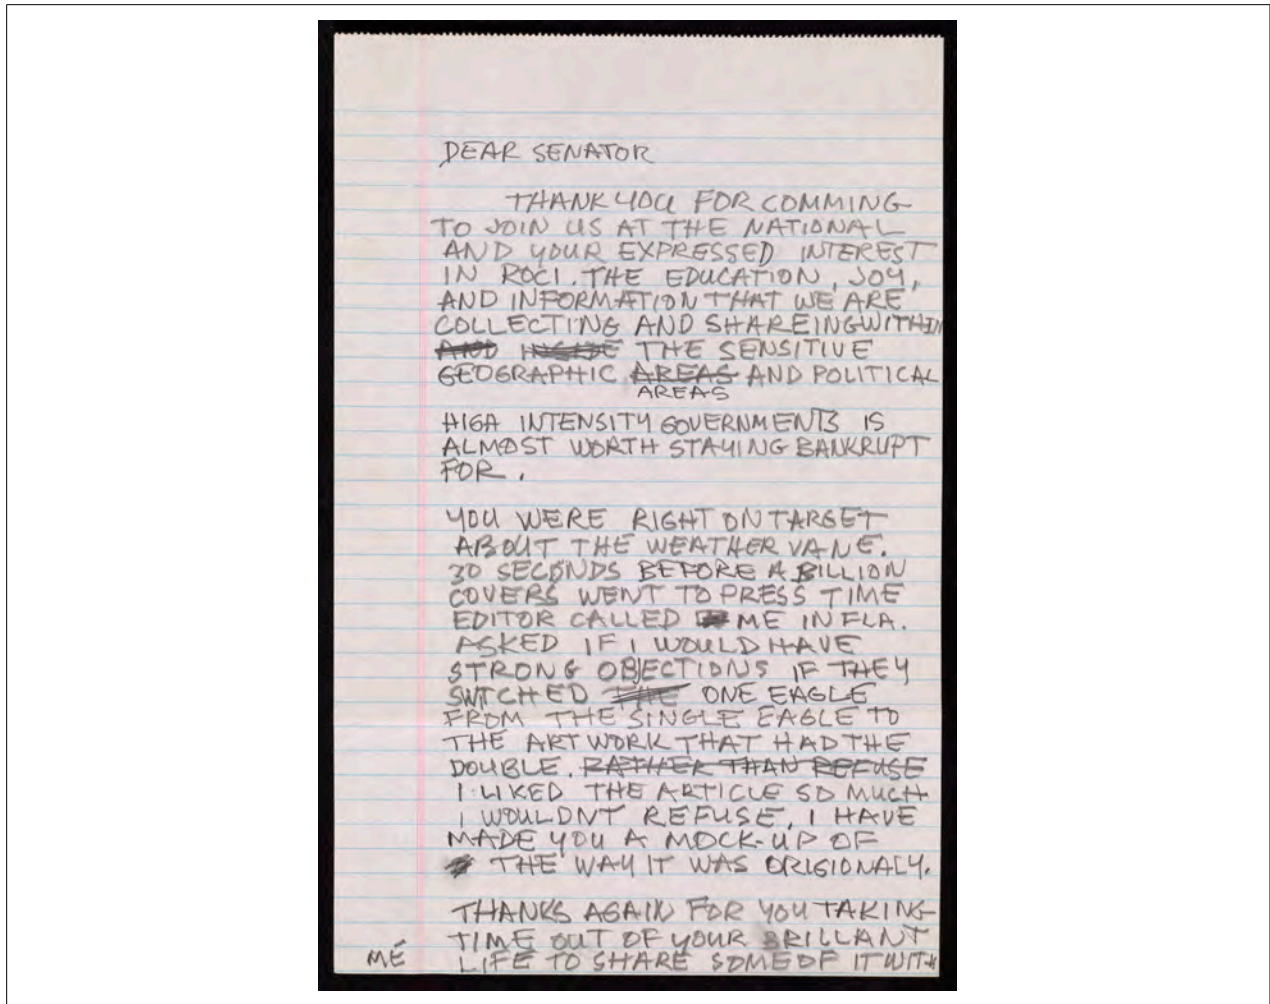 DEAR SENATOR
THANK YOU FOR COMMING
TO JOIN US AT THE NATIONAL
AND YOUR EXPRESSED INTEREST
IN ROCI. THE EDUCATION, JOY,
AND INFORMATION THAT WE ARE
COLLECTING AND SHAREING WITHIN
AND INSIDE THE SENSITIVE
GEOGRAPHIC AREAS AND POLITICAL
AREAS
HIGH INTENSITY GOVERNMENTS IS
ALMOST WORTH STAYING BANKRUPT
FOR.
YOU WERE RIGHT ON TARGET
ABOUT THE WEATHER VANE.
30 SECONDS BEFORE A BILLION
COVERS WENT TO PRESS TIME
EDITOR CALLED ME IN FLA.
ASKED IF I WOULD HAVE
STRONG OBJECTIONS IF THEY
SWITCHED THE ONE EAGLE
FROM THE SINGLE EAGLE TO
THE ART WORK THAT HAD THE
DOUBLE. RATHER THAN REFUSE
I LIKED THE ARTICLE SO MUCH
I WOULDNT REFUSE. I HAVE
MADE YOU A MOCK-UP OF
THE WAY IT WAS ORIGIONALY.
THANKS AGAIN FOR YOU TAKING
TIME OUT OF YOUR BRILLANT
LIFE TO SHARE SOME OF IT WITH
ME